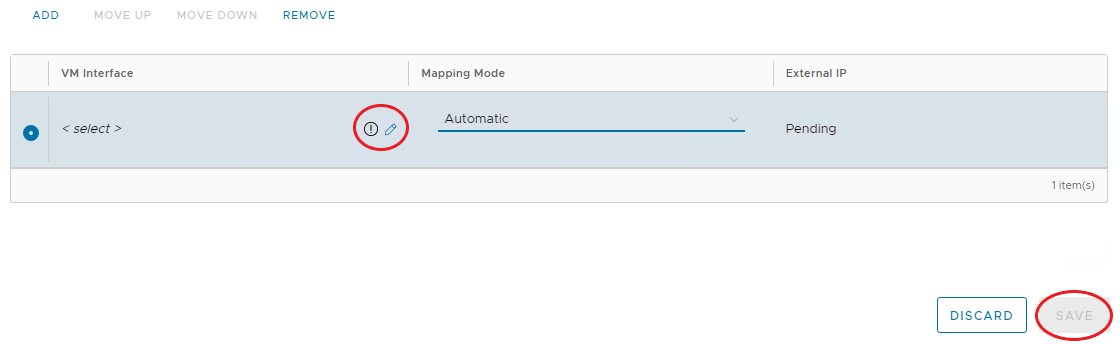 ADD MOVE UP MOVE DOWN REMOVE
VM Interface Mapping Mode External IP
< select > Automatic Pending
1 item(s)
DISCARD SAVE